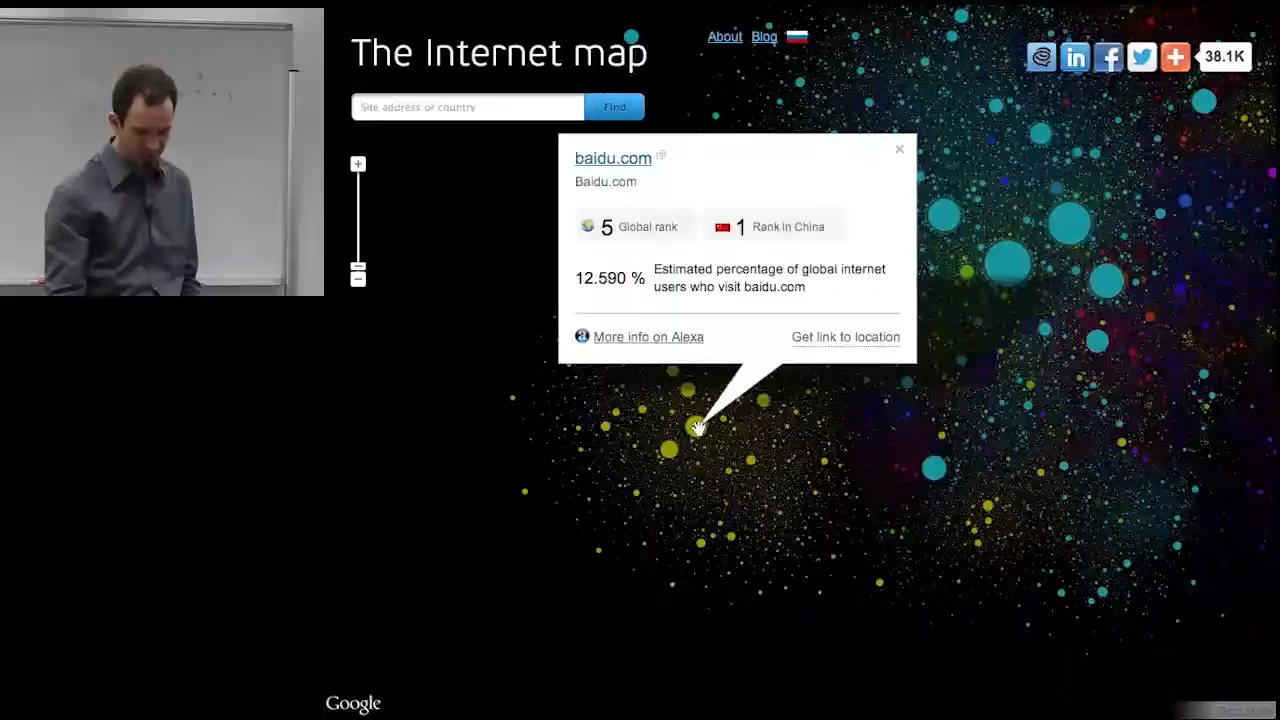 The Internet map
About Blog
38.1K
Site address or country
Find
baidu.com
Baidu.com
5 Global rank
1 Rank in China
12.590 % Estimated percentage of global internet
users who visit baidu.com
More info on Alexa
Get link to location
Google